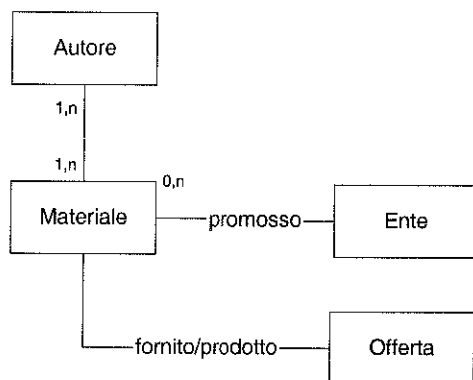 Autore
1,n
1,n
0,n
Materiale
promosso
Ente
fornito/prodotto
Offerta